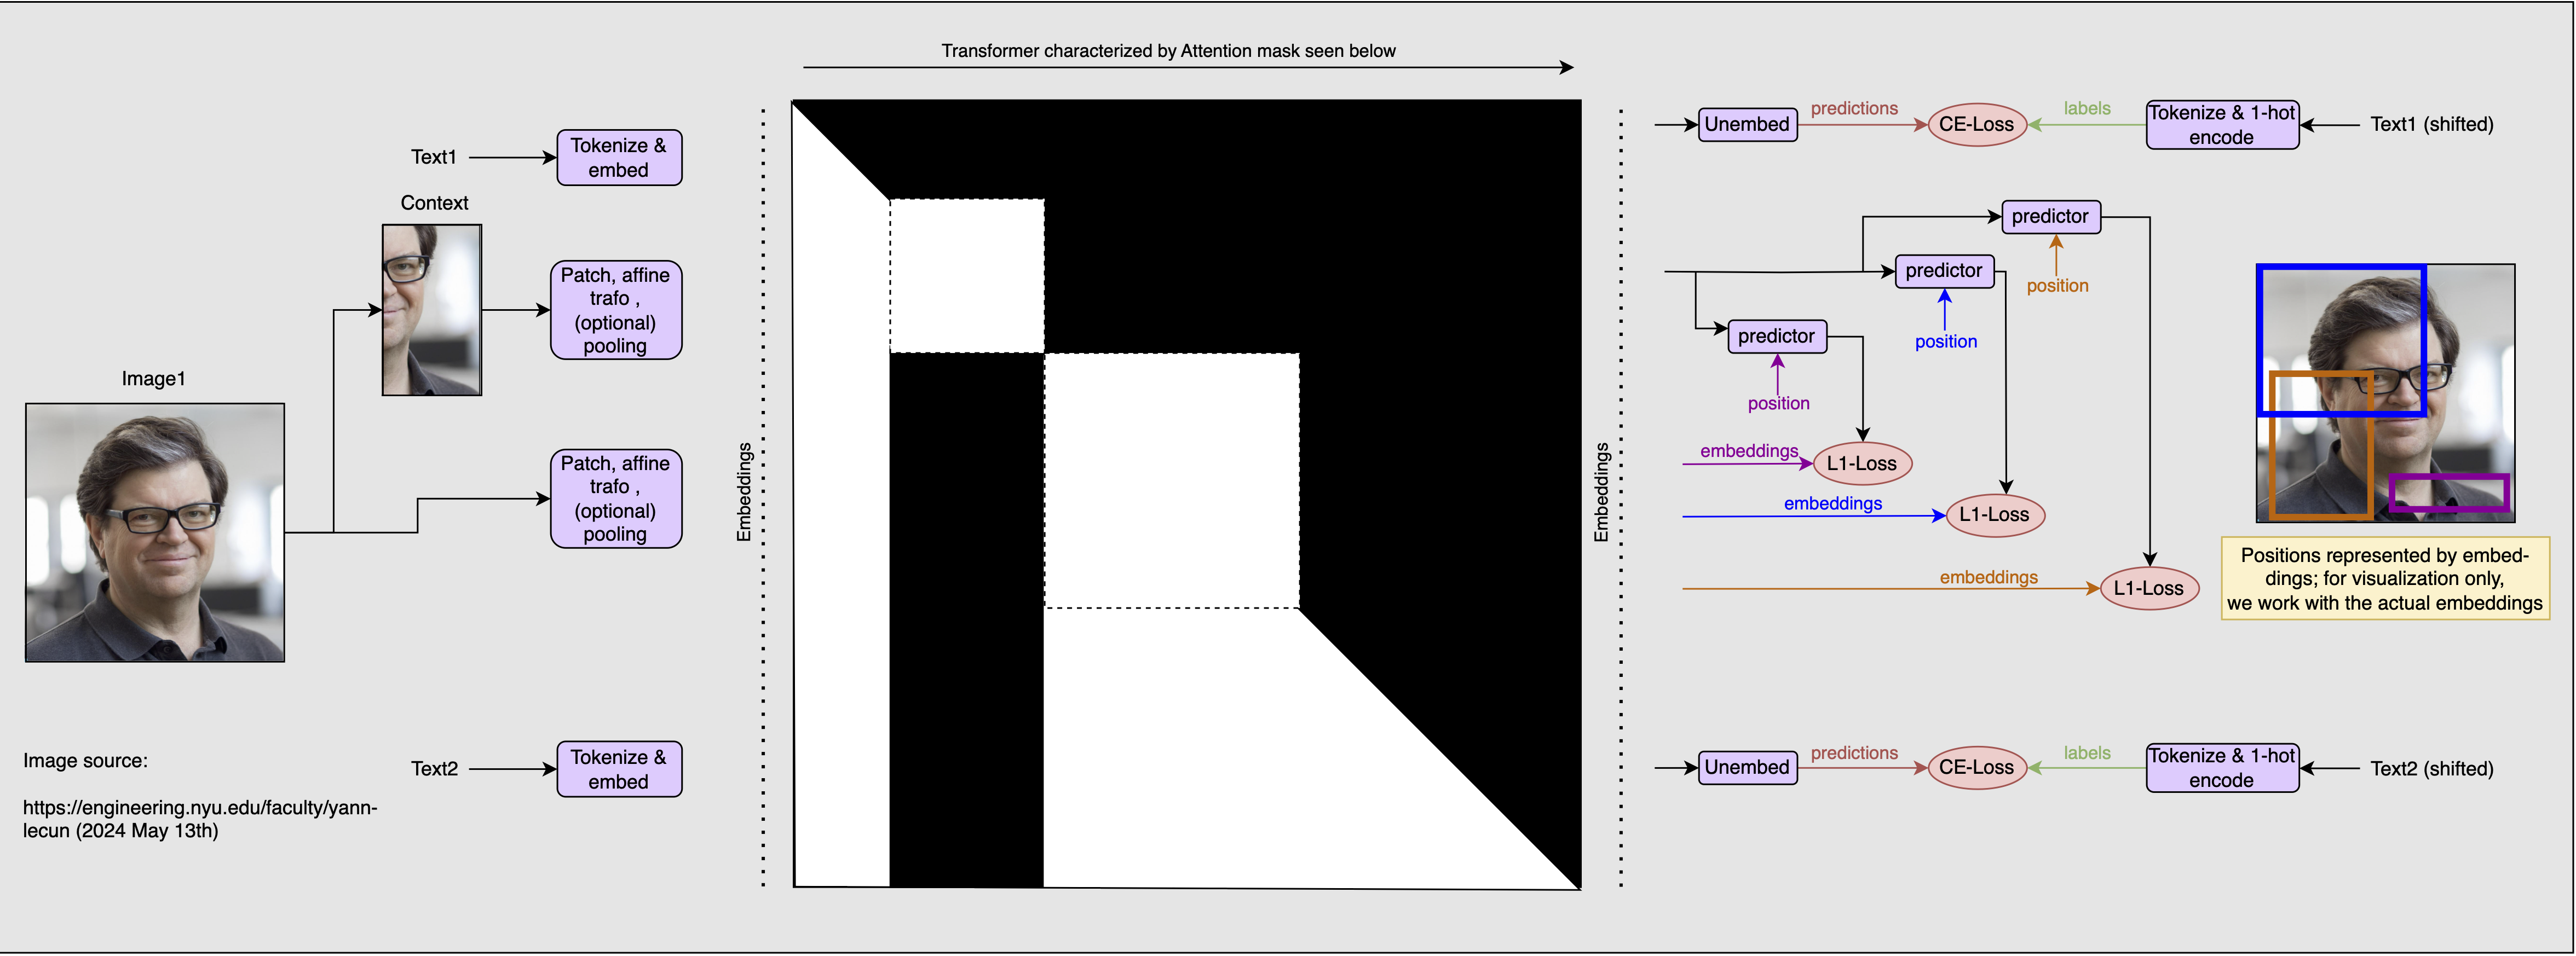 Transformer characterized by Attention mask seen below
Text1
Tokenize &
embed
Context
Patch, affine
trafo ,
(optional)
pooling
Image1
Patch, affine
trafo ,
(optional)
pooling
Image source:
https://engineering.nyu.edu/faculty/yann-
lecun (2024 May 13th)
Text2
Tokenize &
embed
Embeddings
Embeddings
Unembed
predictions
CE-Loss
labels
Tokenize & 1-hot
encode
Text1 (shifted)
predictor
position
predictor
position
predictor
position
embeddings
L1-Loss
embeddings
L1-Loss
embeddings
L1-Loss
Positions represented by embed-
dings; for visualization only,
we work with the actual embeddings
Unembed
predictions
CE-Loss
labels
Tokenize & 1-hot
encode
Text2 (shifted)